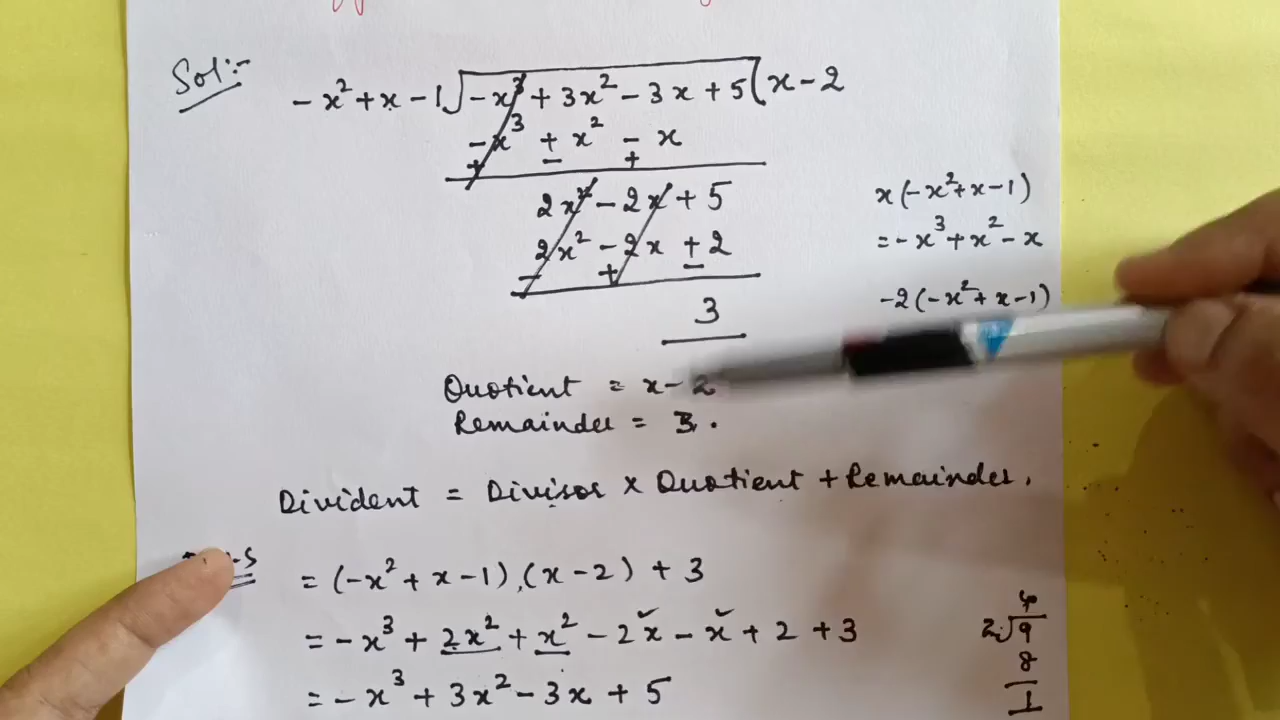 Sol:-
-x² + x - 1 √ -x³ + 3x² - 3x + 5 ( x - 2
-x³ + x² - x
+ - +
2x² - 2x + 5
2x² - 2x + 2
- + -
3
x(-x² + x - 1)
= -x³ + x² - x
-2(-x² + x - 1)
Quotient = x - 2
Remainder = 3.
Divident = Divisor × Quotient + Remainder.
= (-x² + x - 1).(x - 2) + 3
= -x³ + 2x² + x² - 2x - x + 2 + 3
= -x³ + 3x² - 3x + 5
2 √ 9
8
1